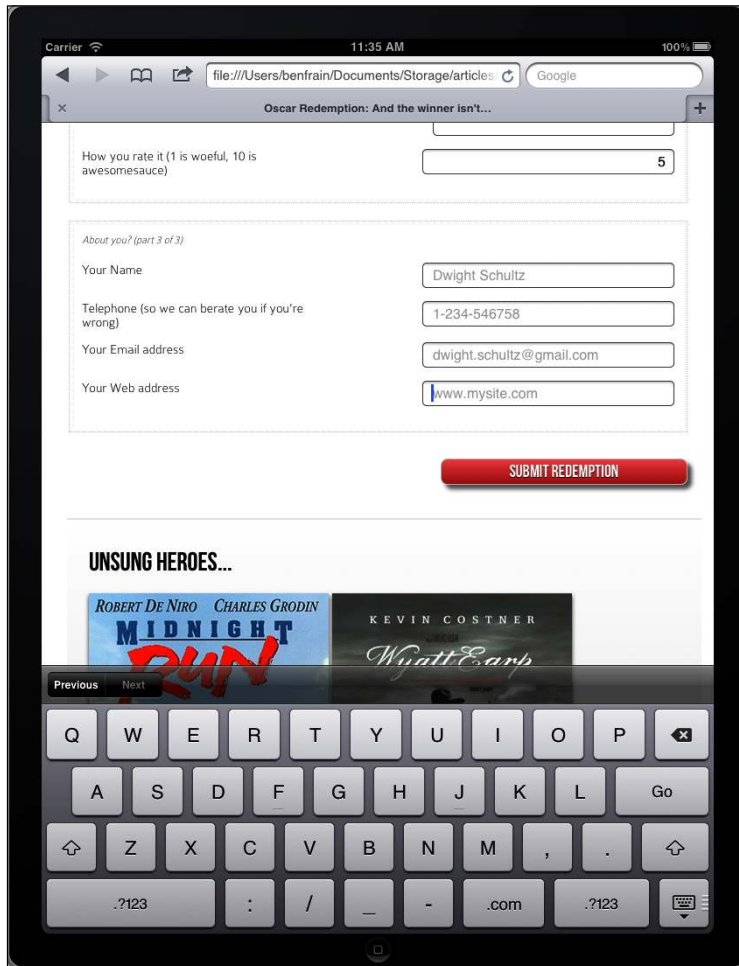 Carrier 11:35 AM 100%
file:///Users/benfrain/Documents/Storage/articles Google
× Oscar Redemption: And the winner isn't... +
How you rate it (1 is woeful, 10 is
awesomesauce)
5
About you? (part 3 of 3)
Your Name Dwight Schultz
Telephone (so we can berate you if you're
wrong)
1-234-546758
Your Email address dwight.schultz@gmail.com
Your Web address www.mysite.com
SUBMIT REDEMPTION
UNSUNG HEROES...
ROBERT DE NIRO CHARLES GRODIN
MIDNIGHT
RUN
KEVIN COSTNER
Wyatt Earp
Previous Next
Q W E R T Y U I O P
A S D F G H J K L Go
Z X C V B N M , .
.?123 : / _ - .com .?123